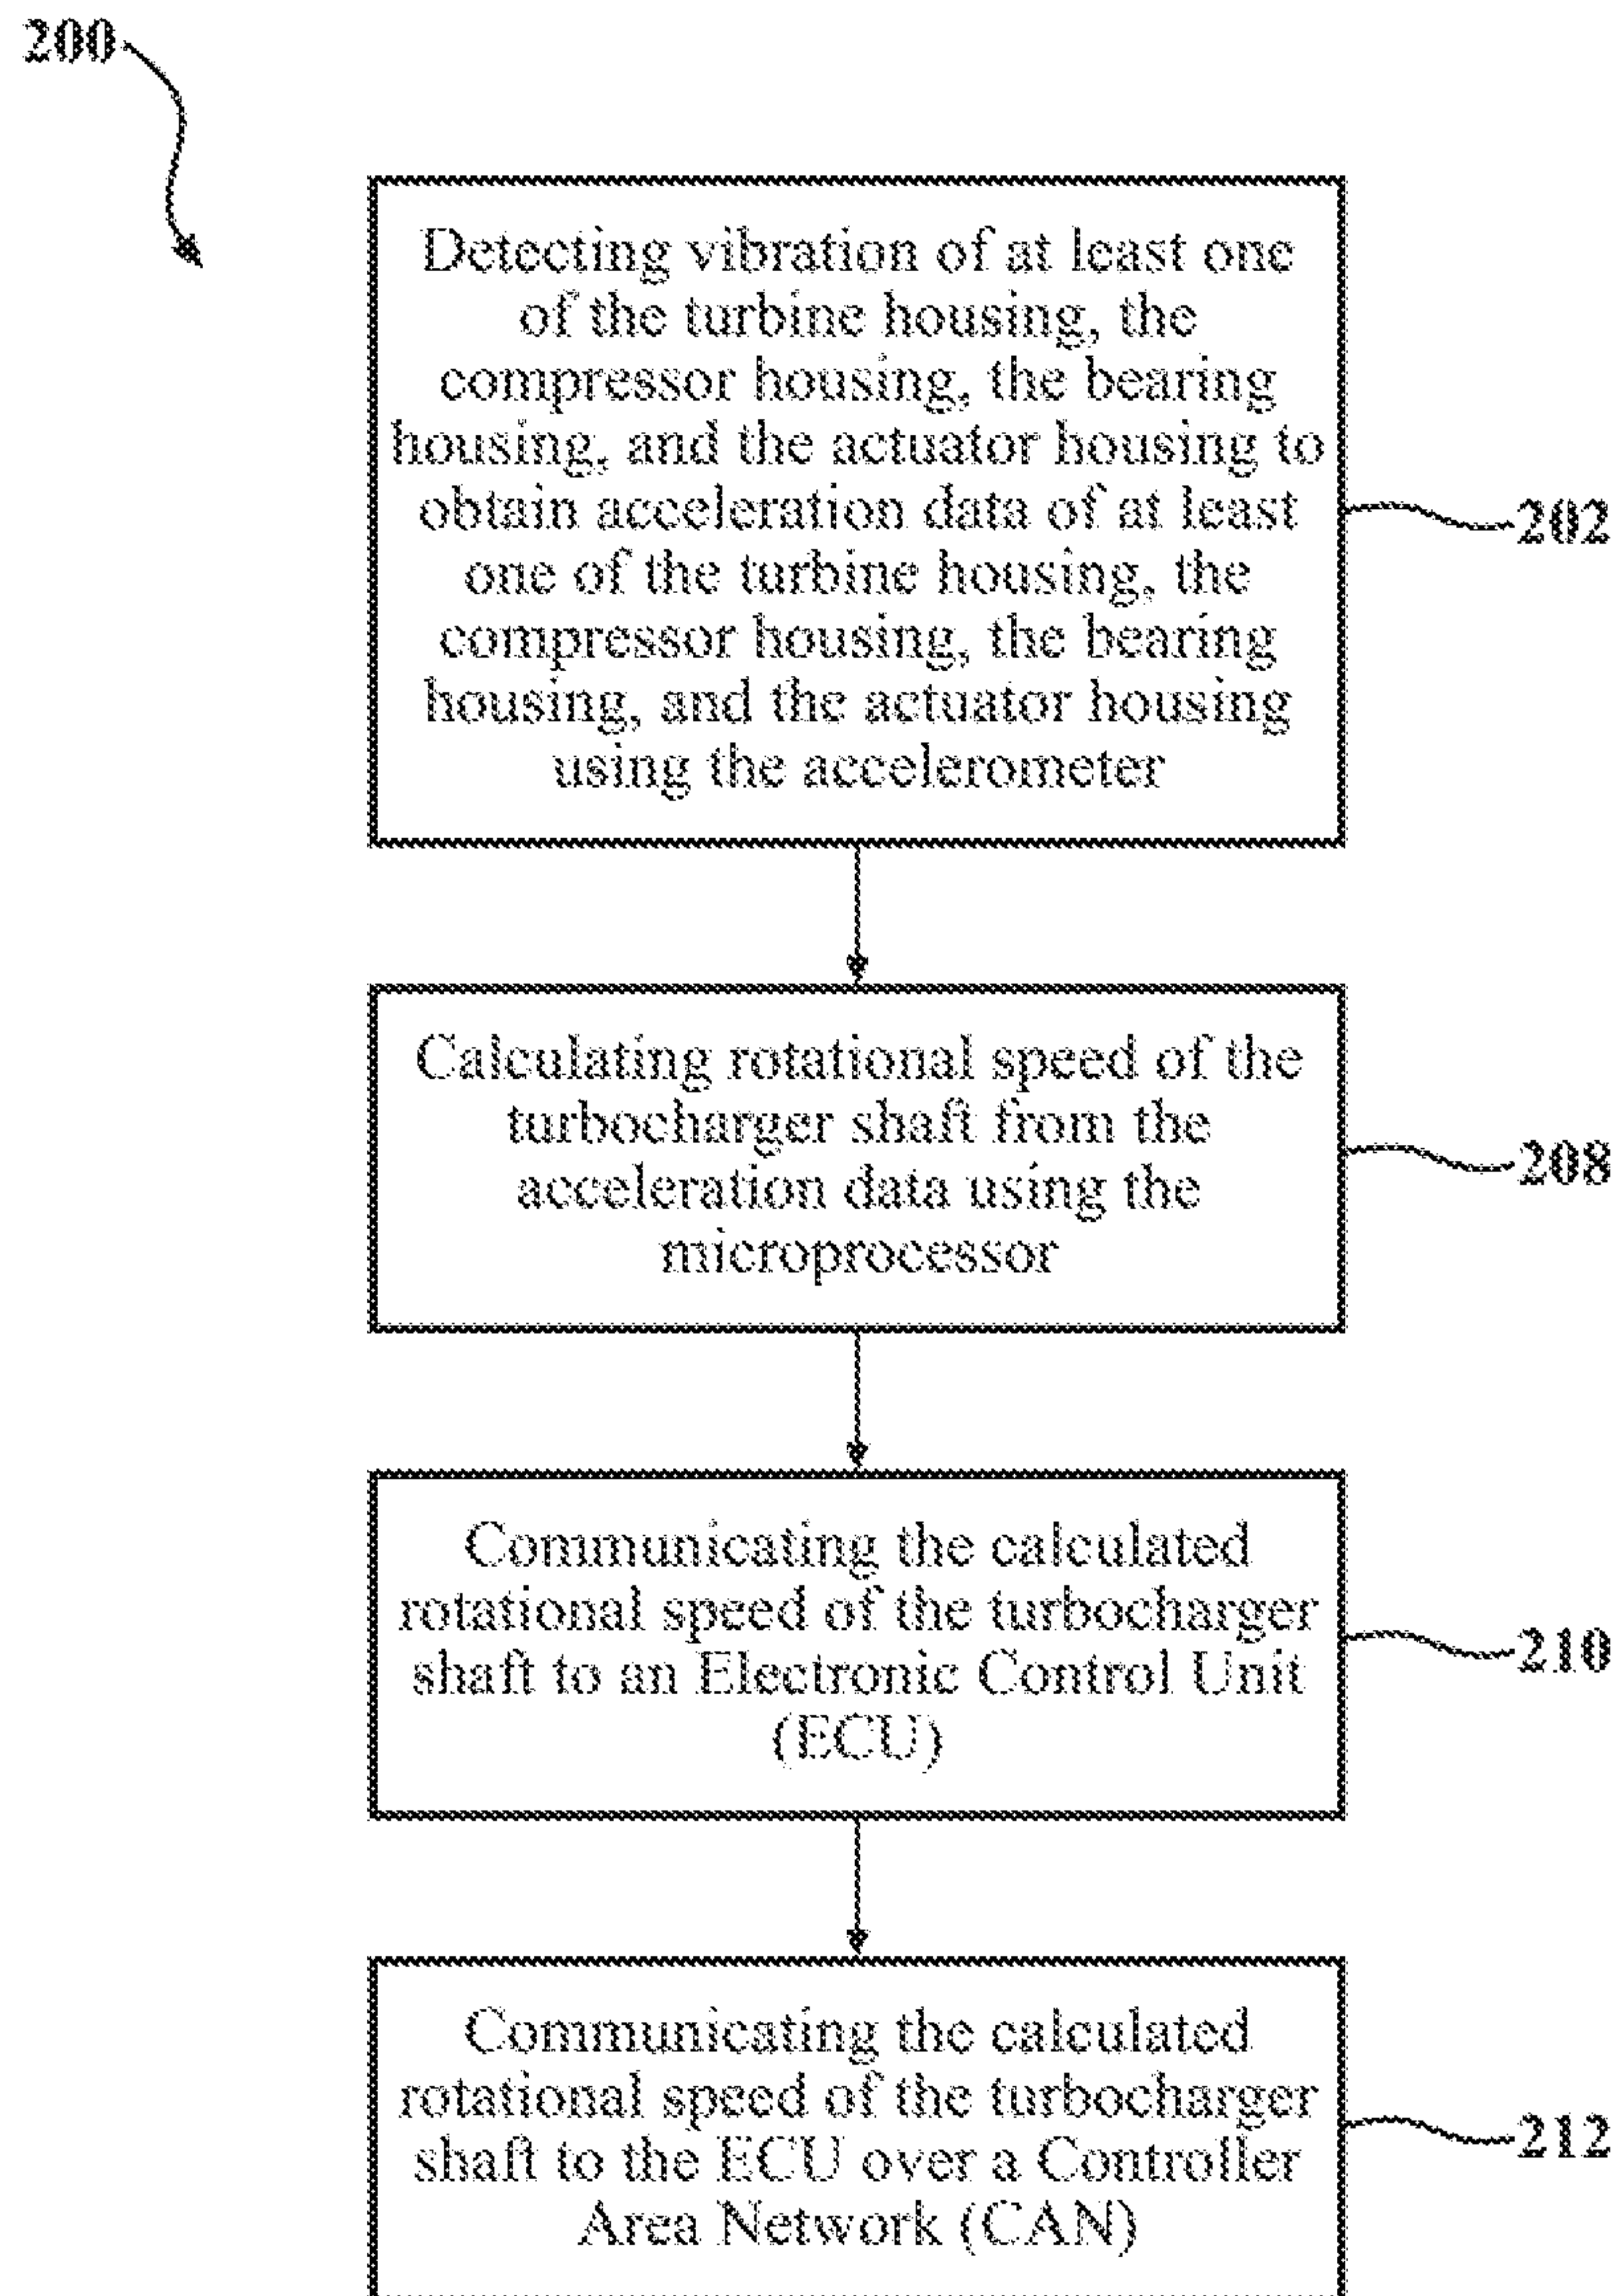 200
Detecting vibration of at least one
of the turbine housing, the
compressor housing, the bearing
housing, and the actuator housing to
obtain acceleration data of at least
one of the turbine housing, the
compressor housing, the bearing
housing, and the actuator housing
using the accelerometer
202
Calculating rotational speed of the
turbocharger shaft from the
acceleration data using the
microprocessor
208
Communicating the calculated
rotational speed of the turbocharger
shaft to an Electronic Control Unit
(ECU)
210
Communicating the calculated
rotational speed of the turbocharger
shaft to the ECU over a Controller
Area Network (CAN)
212